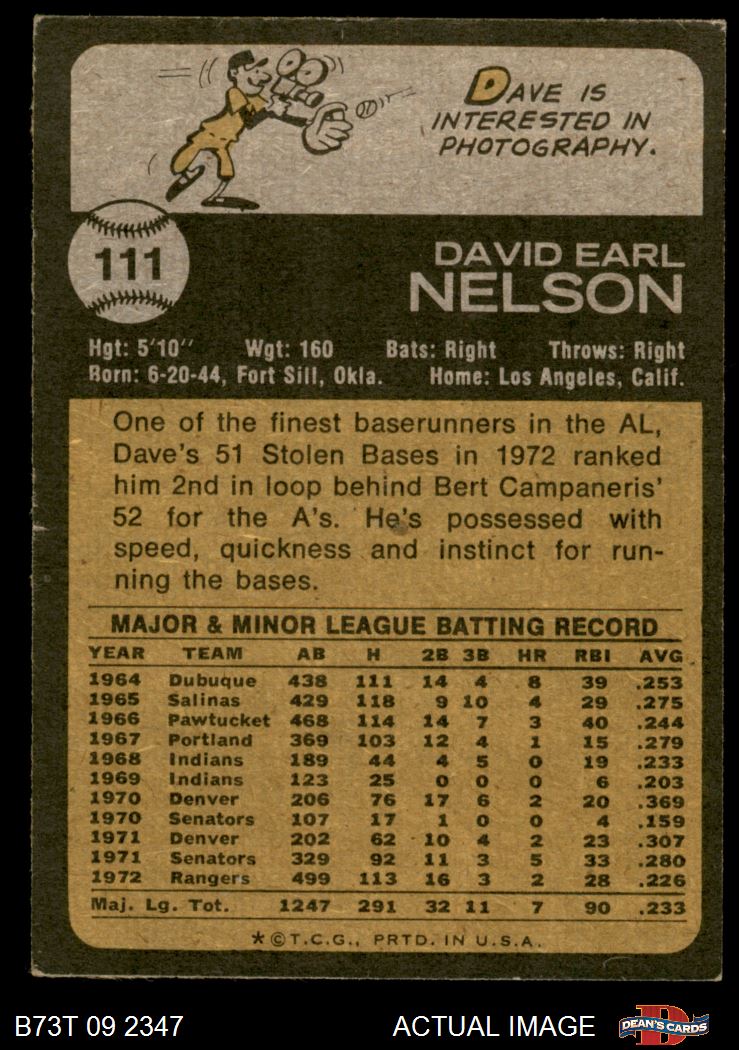 DAVE IS
INTERESTED IN
PHOTOGRAPHY.
111
DAVID EARL
NELSON
Hgt: 5'10" Wgt: 160 Bats: Right Throws: Right
Born: 6-20-44, Fort Sill, Okla. Home: Los Angeles, Calif.
One of the finest baserunners in the AL,
Dave's 51 Stolen Bases in 1972 ranked
him 2nd in loop behind Bert Campaneris'
52 for the A's. He's possessed with
speed, quickness and instinct for run-
ning the bases.
MAJOR & MINOR LEAGUE BATTING RECORD
YEAR TEAM AB H 2B 3B HR RBI AVG
1964 Dubuque 438 111 14 4 8 39 .253
1965 Salinas 429 118 9 10 4 29 .275
1966 Pawtucket 468 114 14 7 3 40 .244
1967 Portland 369 103 12 4 1 15 .279
1968 Indians 189 44 4 5 0 19 .233
1969 Indians 123 25 0 0 0 6 .203
1970 Denver 206 76 17 6 2 20 .369
1970 Senators 107 17 1 0 0 4 .159
1971 Denver 202 62 10 4 2 23 .307
1971 Senators 329 92 11 3 5 33 .280
1972 Rangers 499 113 16 3 2 28 .226
Maj. Lg. Tot. 1247 291 32 11 7 90 .233
*©T.C.G., PRTD. IN U.S.A.
B73T 09 2347 ACTUAL IMAGE D DEAN'S CARDS